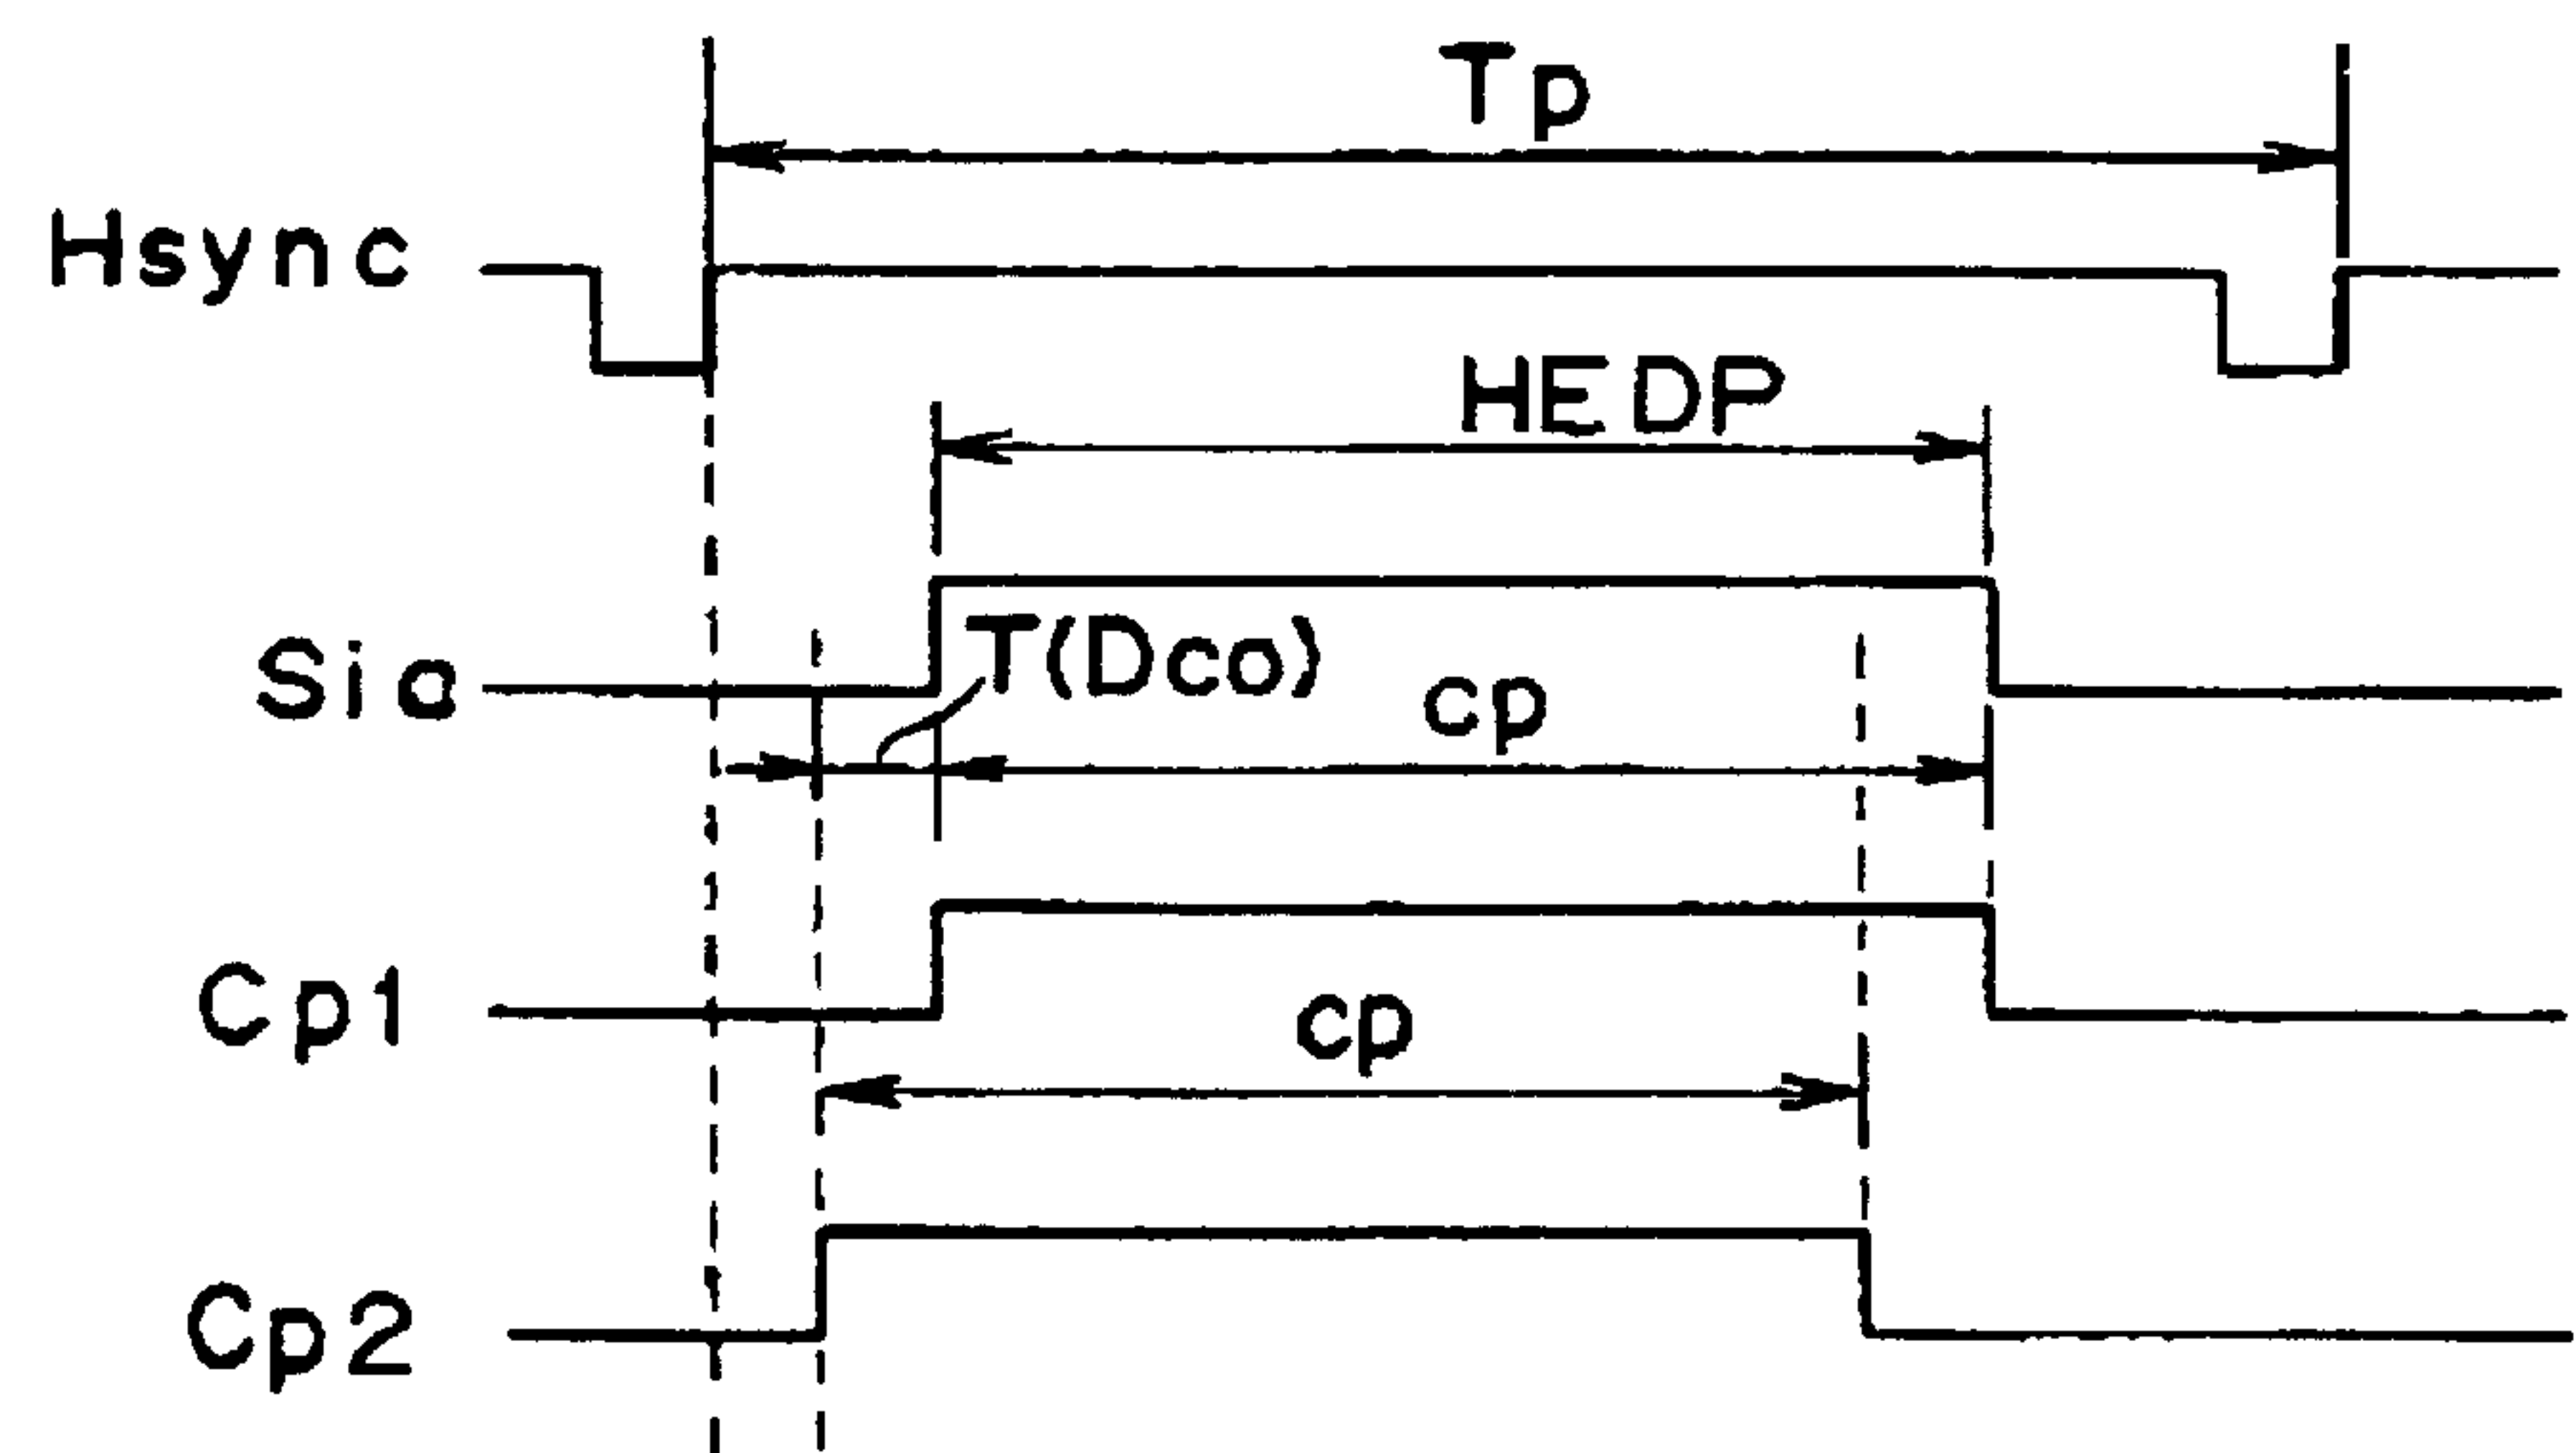 Tp
Hsync
HEDP
Sia
T(Dco)
cp
Cp1
cp
Cp2